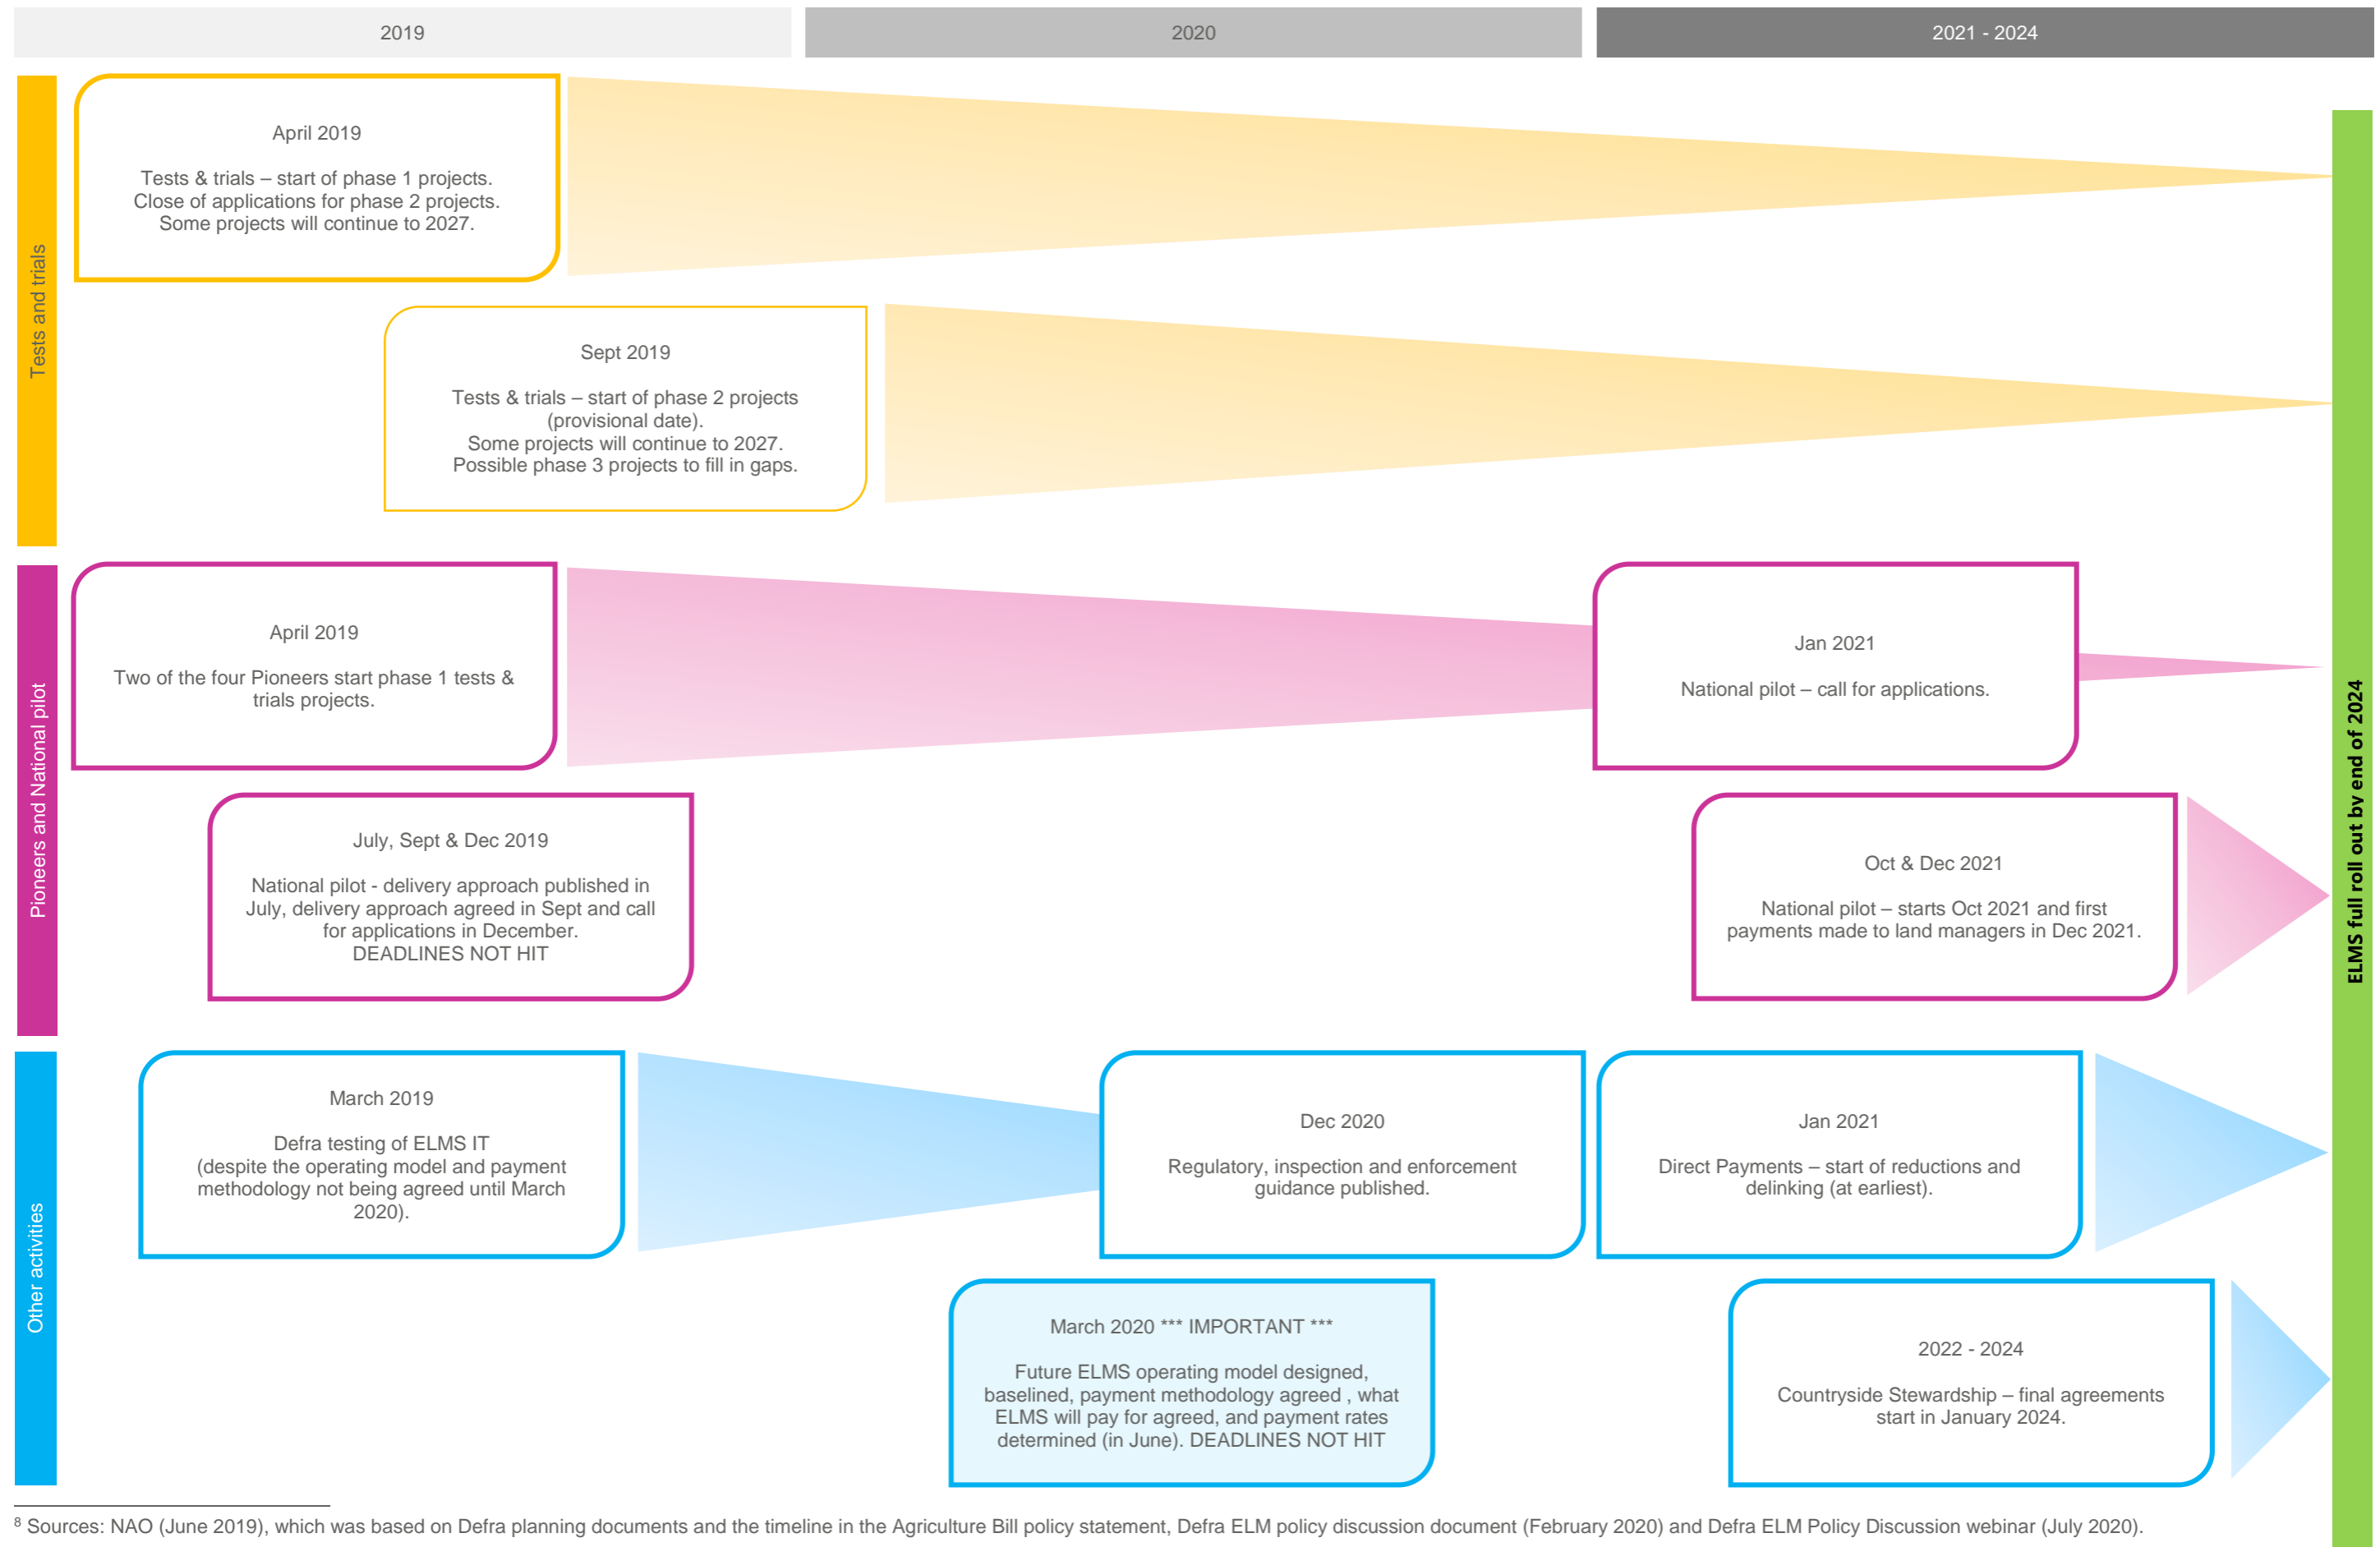 2019
2020
2021 - 2024
Tests and trials
April 2019
Tests & trials – start of phase 1 projects.
Close of applications for phase 2 projects.
Some projects will continue to 2027.
Sept 2019
Tests & trials – start of phase 2 projects
(provisional date).
Some projects will continue to 2027.
Possible phase 3 projects to fill in gaps.
Pioneers and National pilot
April 2019
Two of the four Pioneers start phase 1 tests &
trials projects.
Jan 2021
National pilot – call for applications.
July, Sept & Dec 2019
National pilot - delivery approach published in
July, delivery approach agreed in Sept and call
for applications in December.
DEADLINES NOT HIT
Oct & Dec 2021
National pilot – starts Oct 2021 and first
payments made to land managers in Dec 2021.
Other activities
March 2019
Defra testing of ELMS IT
(despite the operating model and payment
methodology not being agreed until March
2020).
Dec 2020
Regulatory, inspection and enforcement
guidance published.
Jan 2021
Direct Payments – start of reductions and
delinking (at earliest).
March 2020 *** IMPORTANT ***
Future ELMS operating model designed,
baselined, payment methodology agreed , what
ELMS will pay for agreed, and payment rates
determined (in June). DEADLINES NOT HIT
2022 - 2024
Countryside Stewardship – final agreements
start in January 2024.
ELMS full roll out by end of 2024
8 Sources: NAO (June 2019), which was based on Defra planning documents and the timeline in the Agriculture Bill policy statement, Defra ELM policy discussion document (February 2020) and Defra ELM Policy Discussion webinar (July 2020).